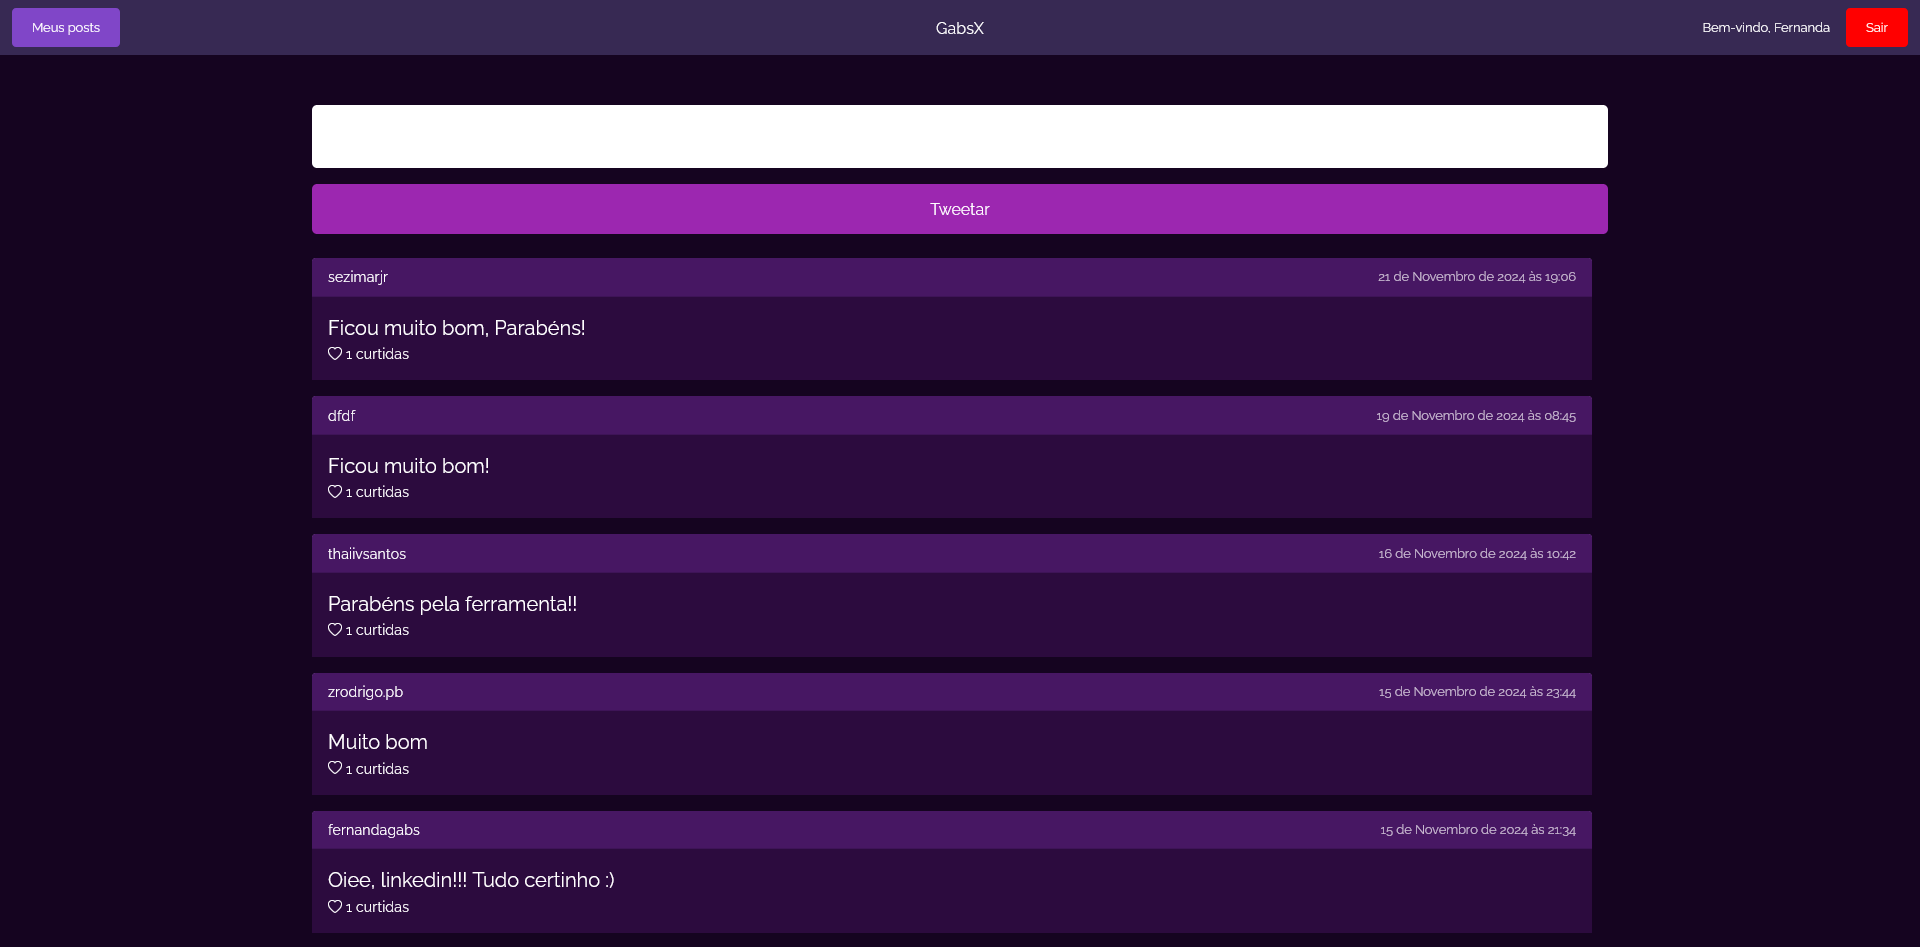 Meus posts
GabsX
Bem-vindo, Fernanda
Sair
Tweetar
sezimarjr
21 de Novembro de 2024 às 19:06
Ficou muito bom, Parabéns!
1 curtidas
dfdf
19 de Novembro de 2024 às 08:45
Ficou muito bom!
1 curtidas
thaiivsantos
16 de Novembro de 2024 às 10:42
Parabéns pela ferramenta!!
1 curtidas
zrodrigo.pb
15 de Novembro de 2024 às 23:44
Muito bom
1 curtidas
fernandagabs
15 de Novembro de 2024 às 21:34
Oiee, linkedin!!! Tudo certinho :)
1 curtidas